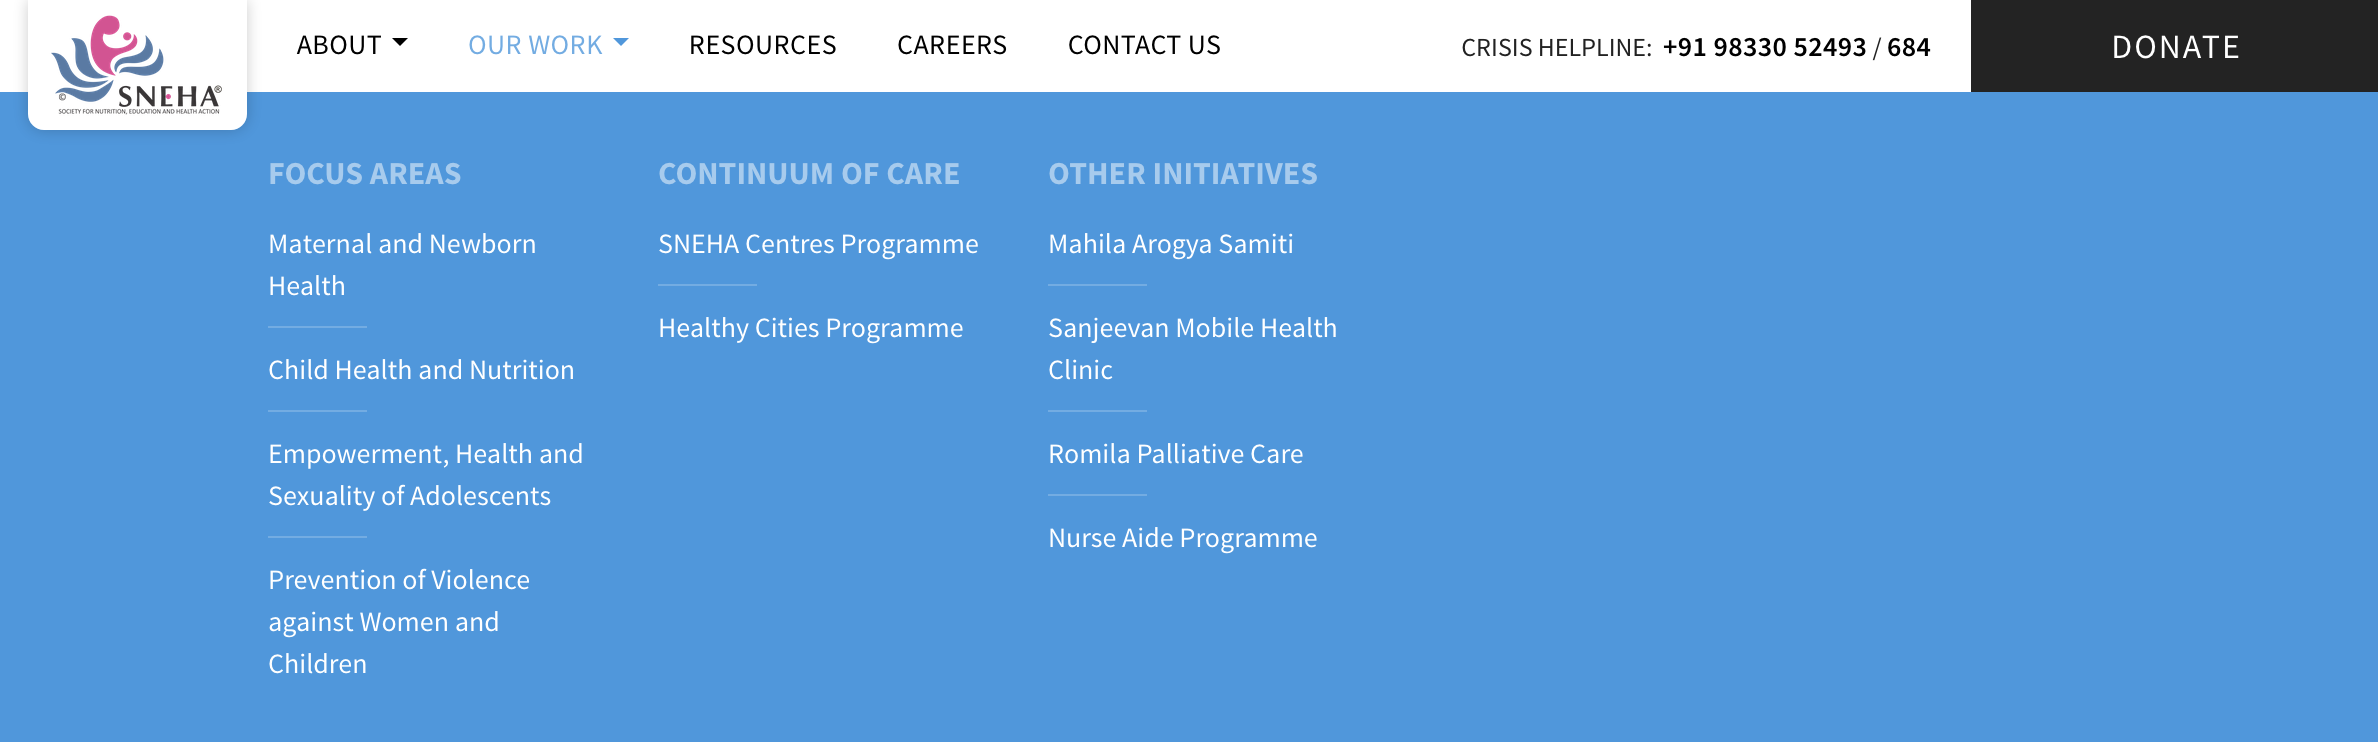 © SNEHA®
SOCIETY FOR NUTRITION, EDUCATION AND HEALTH ACTION
ABOUT OUR WORK RESOURCES CAREERS CONTACT US CRISIS HELPLINE: +91 98330 52493 / 684 DONATE
FOCUS AREAS
Maternal and Newborn
Health
Child Health and Nutrition
Empowerment, Health and
Sexuality of Adolescents
Prevention of Violence
against Women and
Children
CONTINUUM OF CARE
SNEHA Centres Programme
Healthy Cities Programme
OTHER INITIATIVES
Mahila Arogya Samiti
Sanjeevan Mobile Health
Clinic
Romila Palliative Care
Nurse Aide Programme